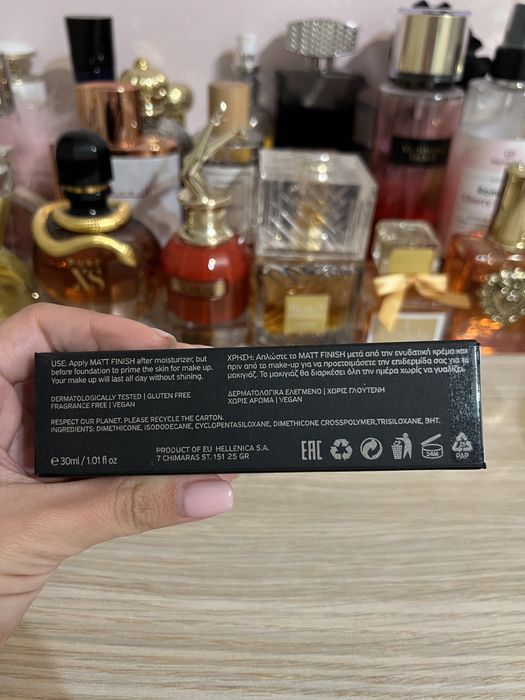 XS
USE: Apply MATT FINISH after moisturizer, but
before foundation to prime the skin for make up.
Your make up will last all day without shining.
DERMATOLOGICALLY TESTED | GLUTEN FREE
FRAGRANCE FREE | VEGAN
ΧΡΗΣΗ: Απλώστε το MATT FINISH μετά από την ενυδατική κρέμα και
πριν από το make-up για να προετοιμάσετε την επιδερμίδα σας για το
μακιγιάζ. Το μακιγιάζ θα διαρκέσει όλη την ημέρα χωρίς να γυαλίζει.
ΔΕΡΜΑΤΟΛΟΓΙΚΑ ΕΛΕΓΜΕΝΟ | ΧΩΡΙΣ ΓΛΟΥΤΕΝΗ
ΧΩΡΙΣ ΑΡΩΜΑ | VEGAN
RESPECT OUR PLANET. PLEASE RECYCLE THE CARTON.
INGREDIENTS: DIMETHICONE, ISODODECANE, CYCLOPENTASILOXANE, DIMETHICONE CROSSPOLYMER,TRISILOXANE, BHT.
℮ 30ml / 1.01 fl oz
PRODUCT OF EU HELLENICA S.A.
7 CHIMARAS ST. 151 25 GR
EAC
24M
21
PAP